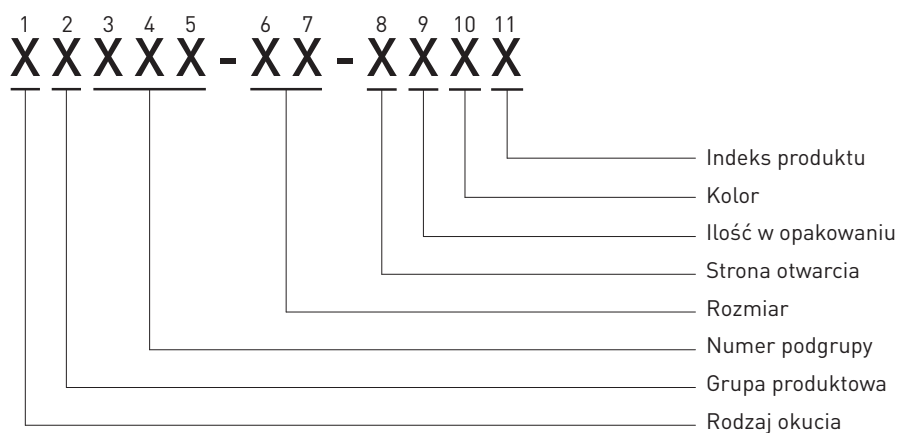 1 2 3 4 5 6 7 8 9 10 11
X X X X X - X X - X X X X
Indeks produktu
Kolor
Ilość w opakowaniu
Strona otwarcia
Rozmiar
Numer podgrupy
Grupa produktowa
Rodzaj okucia